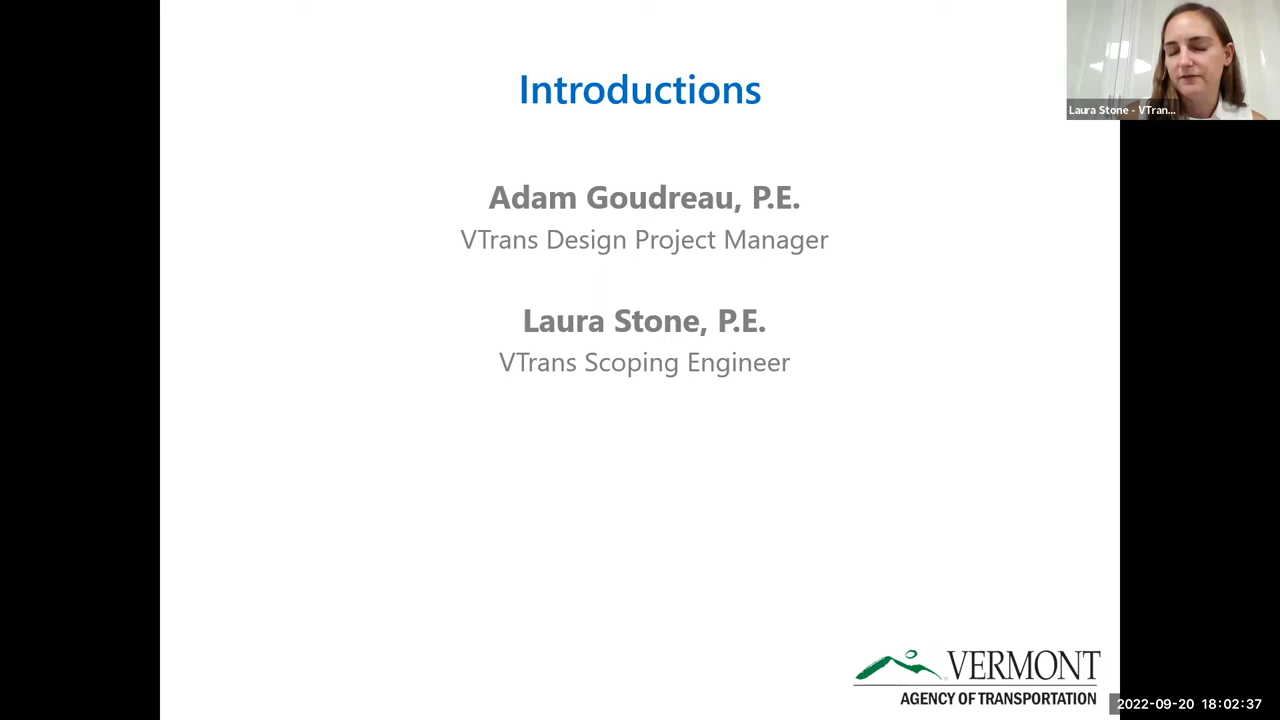 Introductions
Laura Stone - VTran...
Adam Goudreau, P.E.
VTrans Design Project Manager
Laura Stone, P.E.
VTrans Scoping Engineer
VERMONT
AGENCY OF TRANSPORTATION
2022-09-20 18:02:37